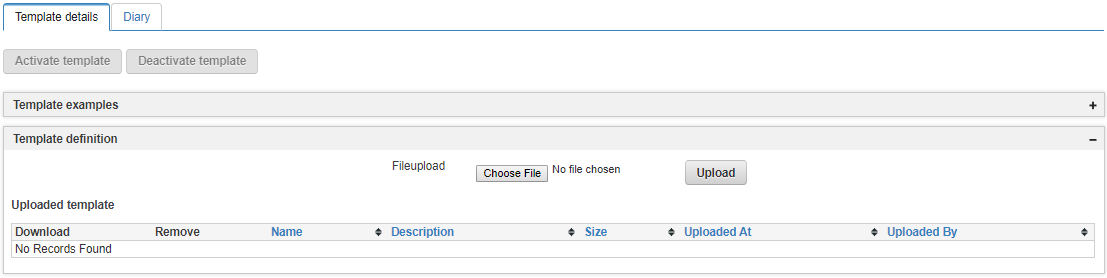 Template details Diary
Activate template Deactivate template
Template examples +
Template definition −
Fileupload Choose File No file chosen Upload
Uploaded template
Download Remove Name Description Size Uploaded At Uploaded By
No Records Found